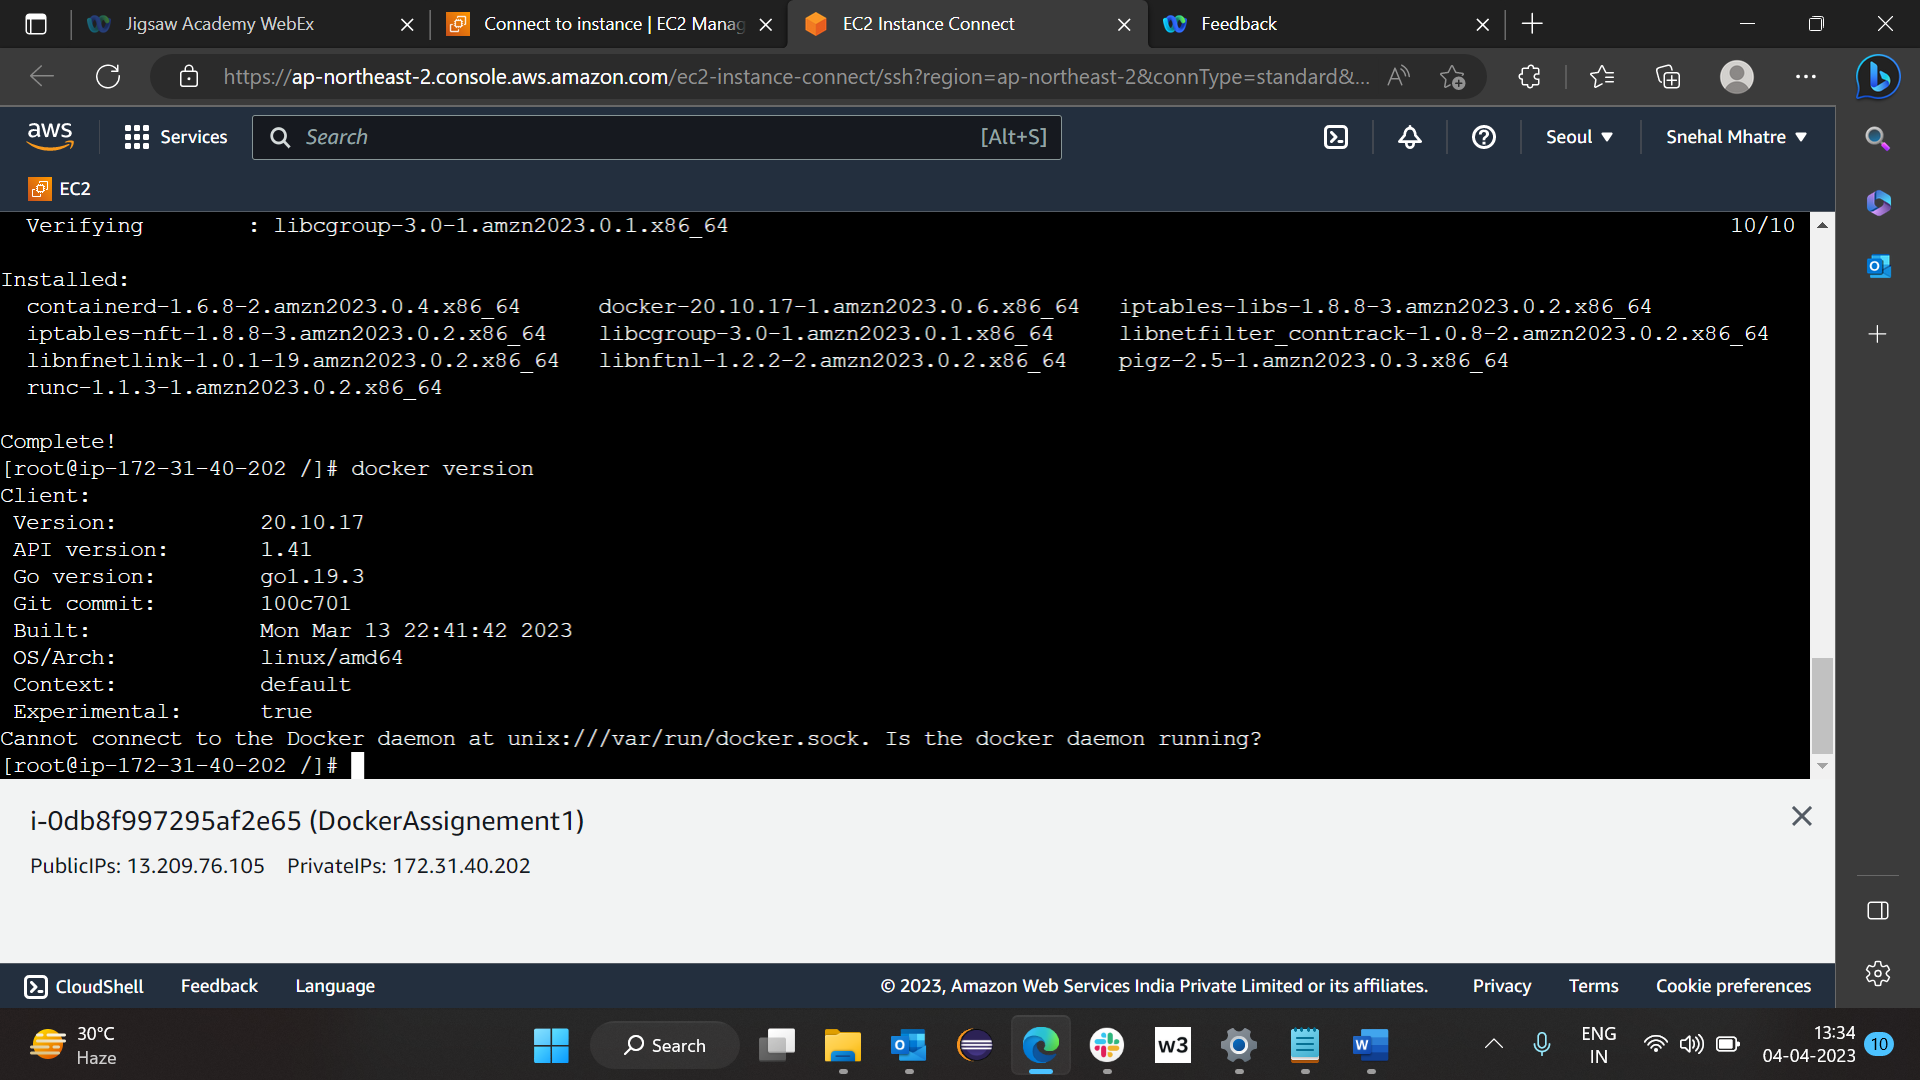 Jigsaw Academy WebEx
Connect to instance | EC2 Manag
EC2 Instance Connect
Feedback
https://ap-northeast-2.console.aws.amazon.com/ec2-instance-connect/ssh?region=ap-northeast-2&connType=standard&...
aws
Services
Search
[Alt+S]
Seoul
Snehal Mhatre
EC2
Verifying : libcgroup-3.0-1.amzn2023.0.1.x86_64 10/10
Installed:
containerd-1.6.8-2.amzn2023.0.4.x86_64 docker-20.10.17-1.amzn2023.0.6.x86_64 iptables-libs-1.8.8-3.amzn2023.0.2.x86_64
iptables-nft-1.8.8-3.amzn2023.0.2.x86_64 libcgroup-3.0-1.amzn2023.0.1.x86_64 libnetfilter_conntrack-1.0.8-2.amzn2023.0.2.x86_64
libnfnetlink-1.0.1-19.amzn2023.0.2.x86_64 libnftnl-1.2.2-2.amzn2023.0.2.x86_64 pigz-2.5-1.amzn2023.0.3.x86_64
runc-1.1.3-1.amzn2023.0.2.x86_64
Complete!
[root@ip-172-31-40-202 /]# docker version
Client:
Version: 20.10.17
API version: 1.41
Go version: go1.19.3
Git commit: 100c701
Built: Mon Mar 13 22:41:42 2023
OS/Arch: linux/amd64
Context: default
Experimental: true
Cannot connect to the Docker daemon at unix:///var/run/docker.sock. Is the docker daemon running?
[root@ip-172-31-40-202 /]#
i-0db8f997295af2e65 (DockerAssignement1)
PublicIPs: 13.209.76.105 PrivateIPs: 172.31.40.202
CloudShell
Feedback
Language
© 2023, Amazon Web Services India Private Limited or its affiliates.
Privacy
Terms
Cookie preferences
30°C
Haze
Search
w3
ENG
IN
13:34
04-04-2023
10